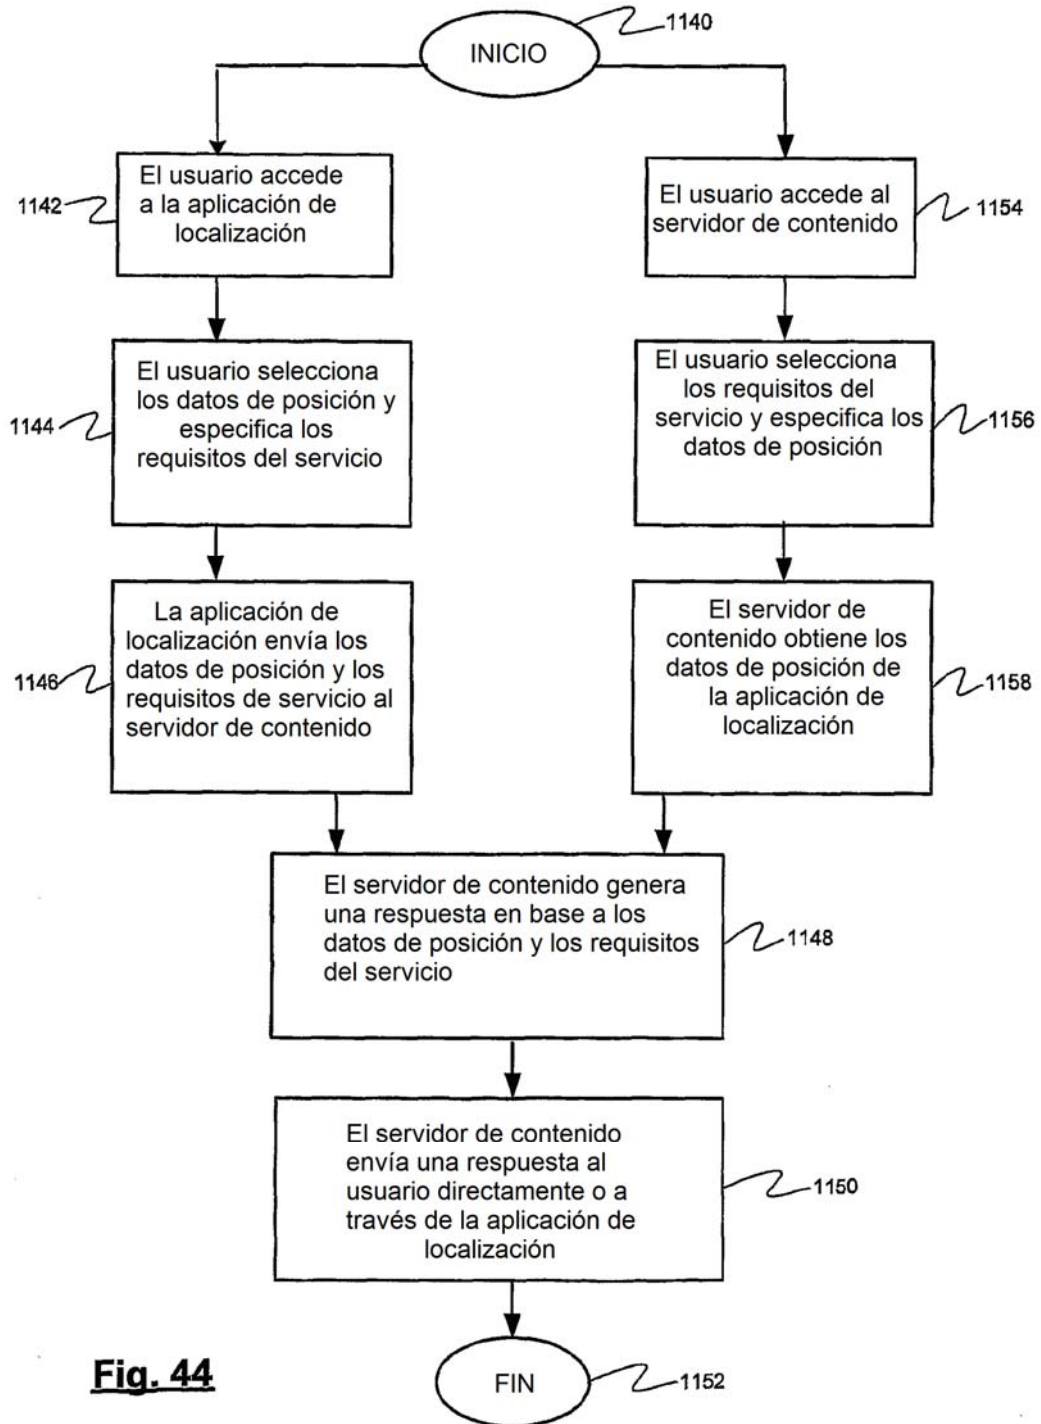 1140
INICIO
El usuario accede
a la aplicación de
localización
1142
El usuario accede al
servidor de contenido
1154
El usuario selecciona
los datos de posición y
especifica los
requisitos del servicio
1144
El usuario selecciona
los requisitos del
servicio y especifica los
datos de posición
1156
La aplicación de
localización envía los
datos de posición y los
requisitos de servicio al
servidor de contenido
1146
El servidor de
contenido obtiene los
datos de posición de
la aplicación de
localización
1158
El servidor de contenido genera
una respuesta en base a los
datos de posición y los requisitos
del servicio
1148
El servidor de contenido
envía una respuesta al
usuario directamente o a
través de la aplicación de
localización
1150
FIN
1152
Fig. 44